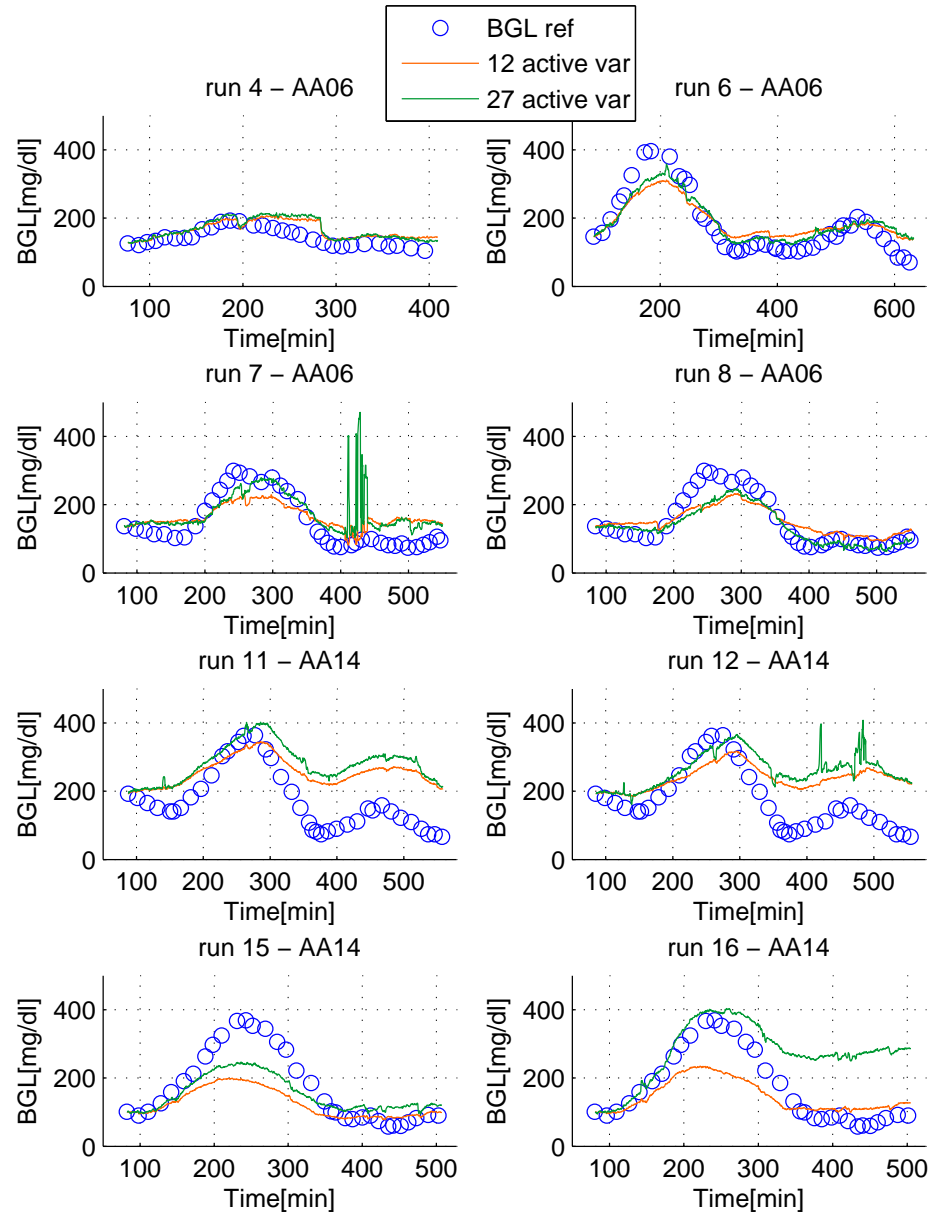 BGL ref
12 active var
27 active var
run 4 − AA06
BGL[mg/dl]
400
200
0
100 200 300 400
Time[min]
run 6 − AA06
BGL[mg/dl]
400
200
0
200 400 600
Time[min]
run 7 − AA06
BGL[mg/dl]
400
200
0
100 200 300 400 500
Time[min]
run 8 − AA06
BGL[mg/dl]
400
200
0
100 200 300 400 500
Time[min]
run 11 − AA14
BGL[mg/dl]
400
200
0
100 200 300 400 500
Time[min]
run 12 − AA14
BGL[mg/dl]
400
200
0
100 200 300 400 500
Time[min]
run 15 − AA14
BGL[mg/dl]
400
200
0
100 200 300 400 500
Time[min]
run 16 − AA14
BGL[mg/dl]
400
200
0
100 200 300 400 500
Time[min]